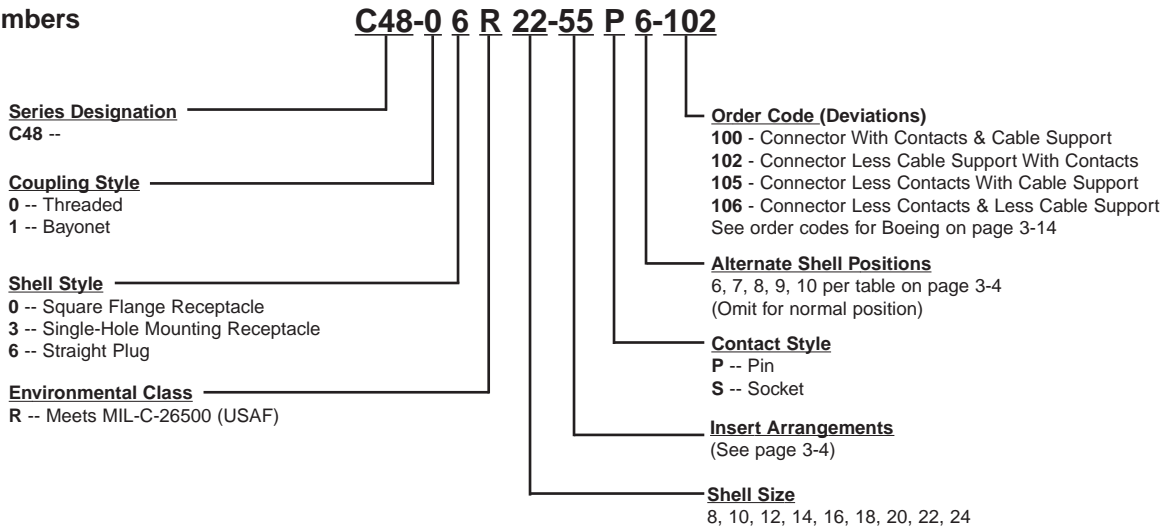 mbers
C48-0 6 R 22-55 P 6-102
Series Designation
C48 --
Coupling Style
0 -- Threaded
1 -- Bayonet
Shell Style
0 -- Square Flange Receptacle
3 -- Single-Hole Mounting Receptacle
6 -- Straight Plug
Environmental Class
R -- Meets MIL-C-26500 (USAF)
Order Code (Deviations)
100 - Connector With Contacts & Cable Support
102 - Connector Less Cable Support With Contacts
105 - Connector Less Contacts With Cable Support
106 - Connector Less Contacts & Less Cable Support
See order codes for Boeing on page 3-14
Alternate Shell Positions
6, 7, 8, 9, 10 per table on page 3-4
(Omit for normal position)
Contact Style
P -- Pin
S -- Socket
Insert Arrangements
(See page 3-4)
Shell Size
8, 10, 12, 14, 16, 18, 20, 22, 24